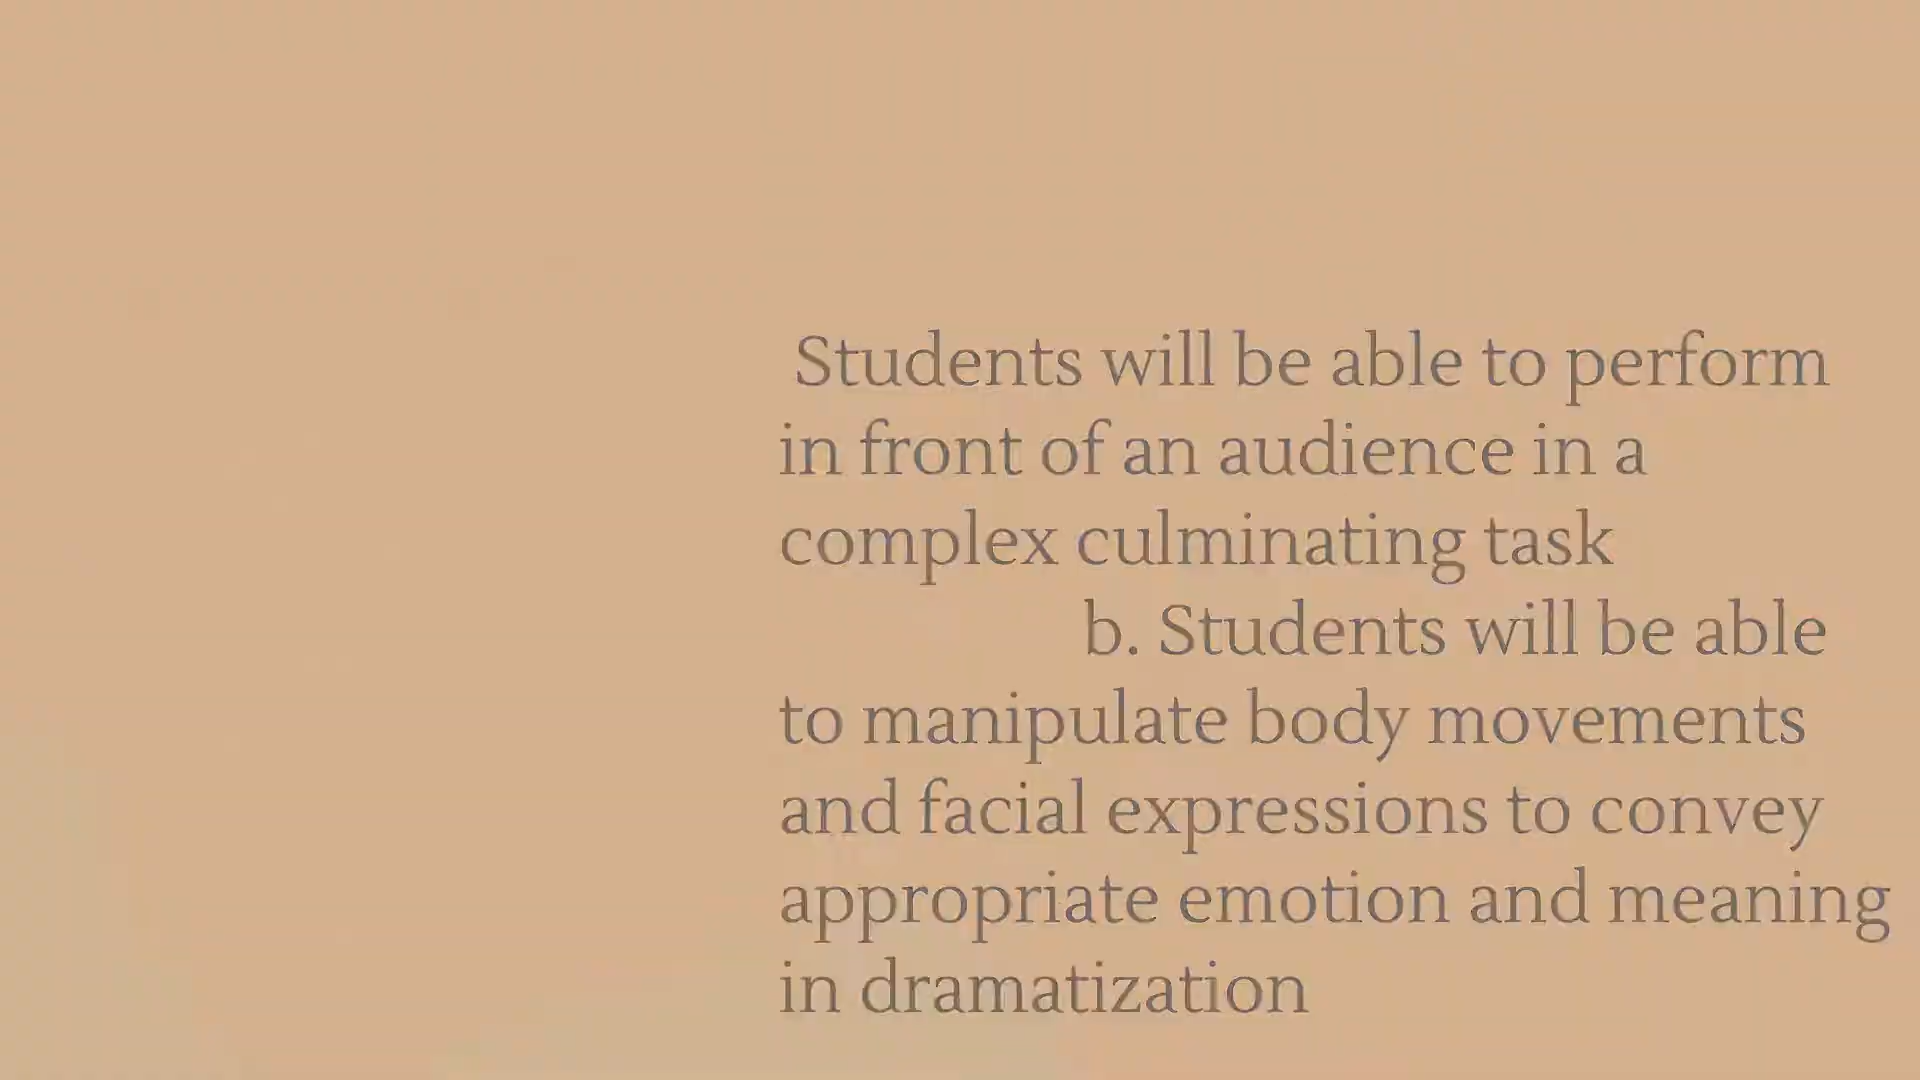 Students will be able to perform
in front of an audience in a
complex culminating task
b. Students will be able
to manipulate body movements
and facial expressions to convey
appropriate emotion and meaning
in dramatization